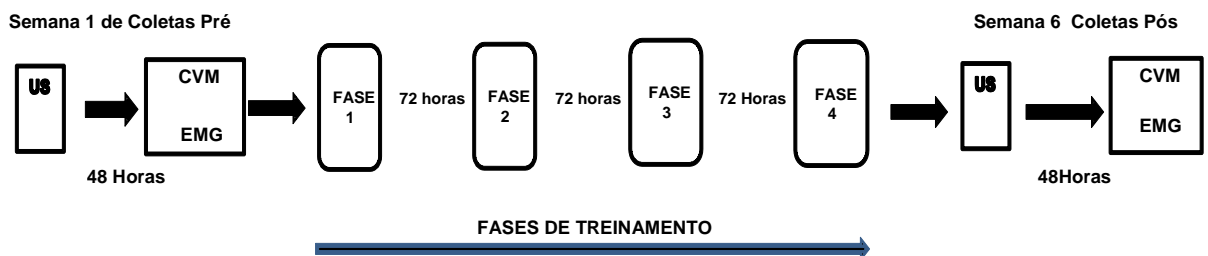 Semana 1 de Coletas Pré
Semana 6 Coletas Pós
US
CVM
EMG
48 Horas
FASE
1
72 horas
FASE
2
72 horas
FASE
3
72 Horas
FASE
4
US
CVM
EMG
48Horas
FASES DE TREINAMENTO